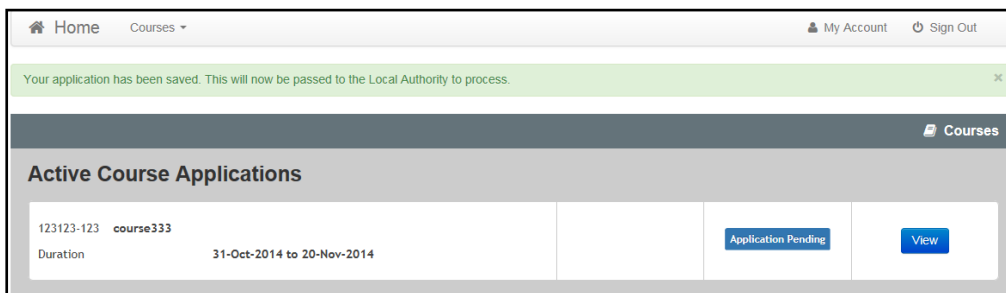 Home Courses My Account Sign Out
Your application has been saved. This will now be passed to the Local Authority to process. ×
Courses
Active Course Applications
123123-123 course333
Application Pending View
Duration 31-Oct-2014 to 20-Nov-2014